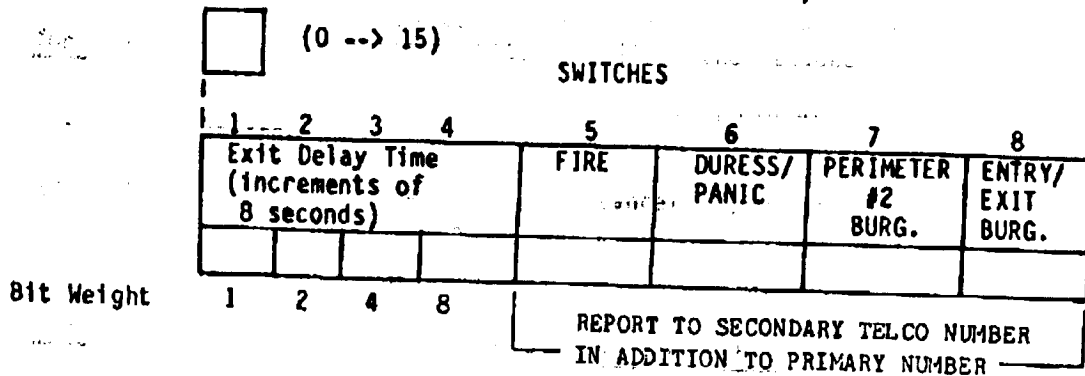 (0 --> 15)
SWITCHES
1 2 3 4 5 6 7 8
Exit Delay Time
(increments of
8 seconds)
FIRE
DURESS/
PANIC
PERIMETER
#2
BURG.
ENTRY/
EXIT
BURG.
Bit Weight 1 2 4 8
REPORT TO SECONDARY TELCO NUMBER
IN ADDITION TO PRIMARY NUMBER